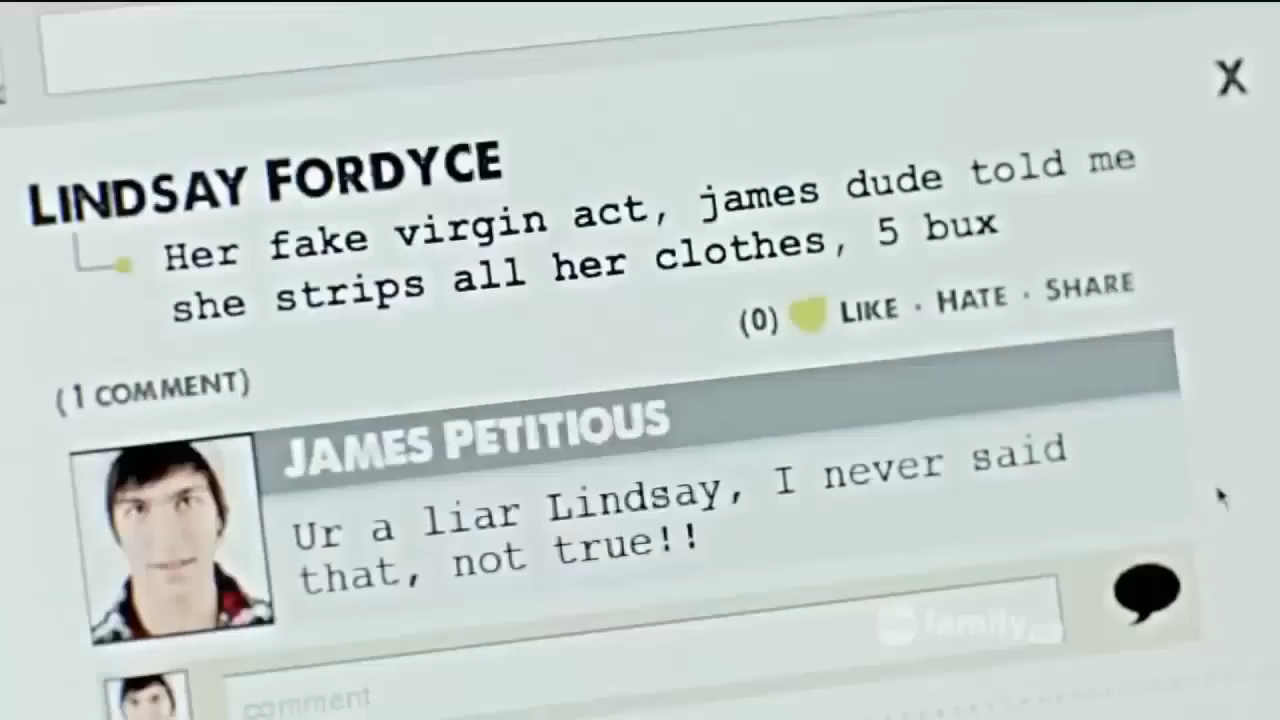 X
LINDSAY FORDYCE
Her fake virgin act, james dude told me
she strips all her clothes, 5 bux
(0) LIKE · HATE · SHARE
(1 COMMENT)
JAMES PETITIOUS
Ur a liar Lindsay, I never said
that, not true!!
family
comment